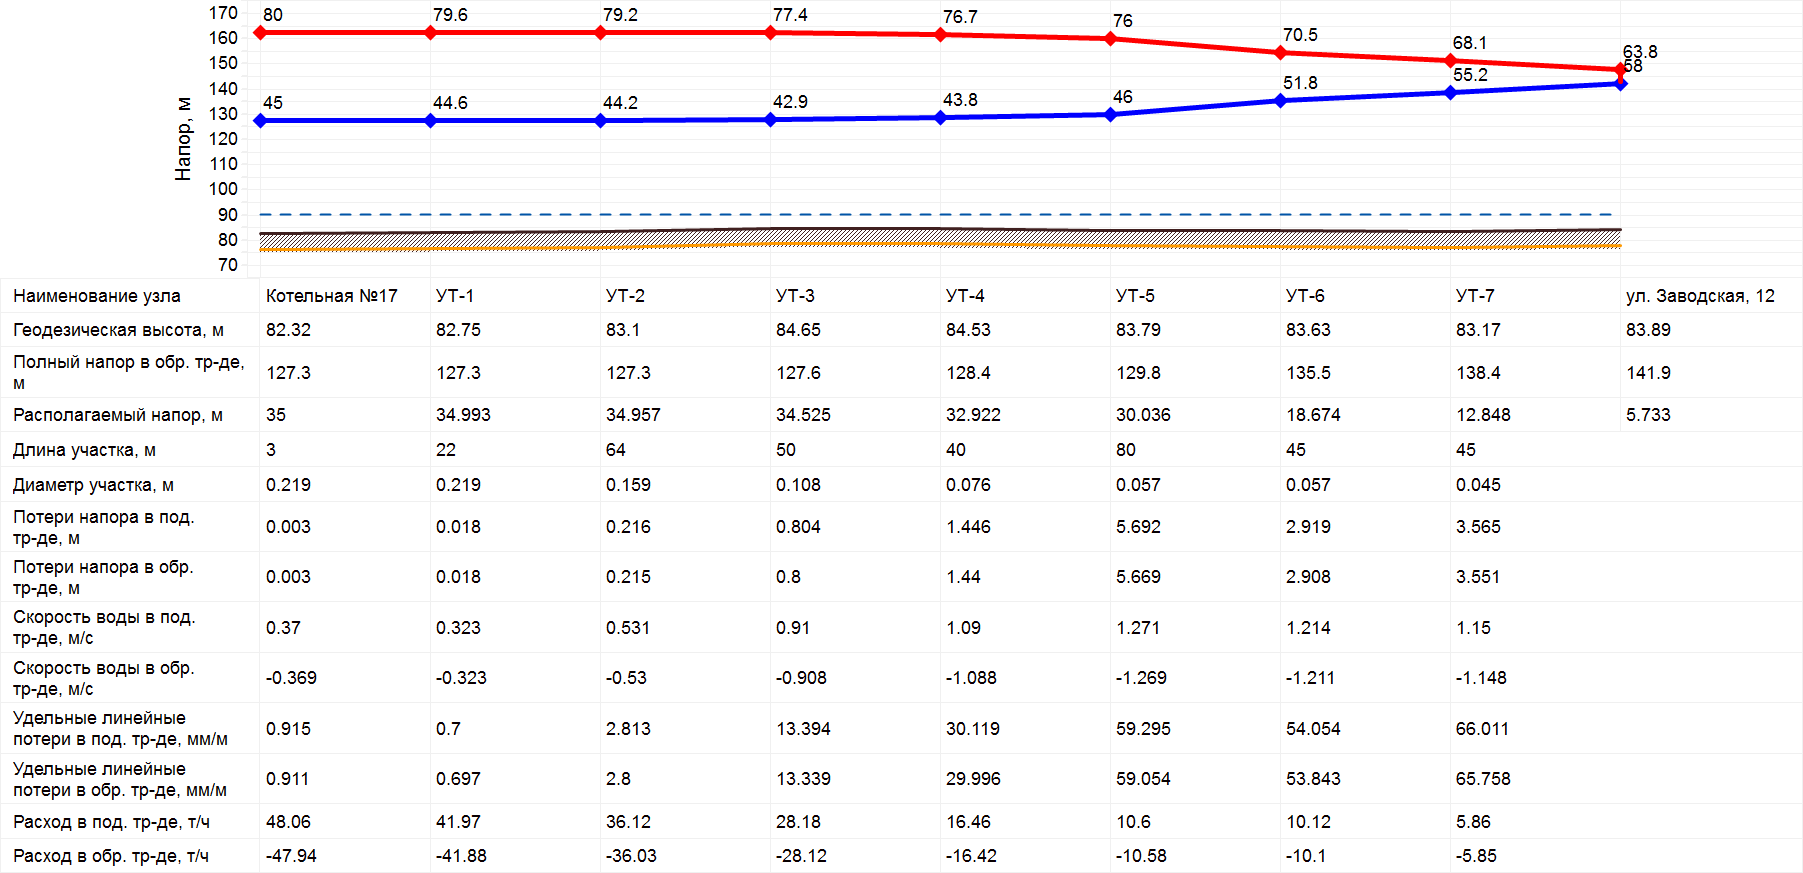 170
160
150
140
130
120
110
100
90
80
70
Напор, м
80 79.6 79.2 77.4 76.7 76 70.5 68.1 63.8
45 44.6 44.2 42.9 43.8 46 51.8 55.2 58
Наименование узла Котельная №17 УТ-1 УТ-2 УТ-3 УТ-4 УТ-5 УТ-6 УТ-7 ул. Заводская, 12
Геодезическая высота, м 82.32 82.75 83.1 84.65 84.53 83.79 83.63 83.17 83.89
Полный напор в обр. тр-де,
м 127.3 127.3 127.3 127.6 128.4 129.8 135.5 138.4 141.9
Располагаемый напор, м 35 34.993 34.957 34.525 32.922 30.036 18.674 12.848 5.733
Длина участка, м 3 22 64 50 40 80 45 45
Диаметр участка, м 0.219 0.219 0.159 0.108 0.076 0.057 0.057 0.045
Потери напора в под.
тр-де, м 0.003 0.018 0.216 0.804 1.446 5.692 2.919 3.565
Потери напора в обр.
тр-де, м 0.003 0.018 0.215 0.8 1.44 5.669 2.908 3.551
Скорость воды в под.
тр-де, м/с 0.37 0.323 0.531 0.91 1.09 1.271 1.214 1.15
Скорость воды в обр.
тр-де, м/с -0.369 -0.323 -0.53 -0.908 -1.088 -1.269 -1.211 -1.148
Удельные линейные
потери в под. тр-де, мм/м 0.915 0.7 2.813 13.394 30.119 59.295 54.054 66.011
Удельные линейные
потери в обр. тр-де, мм/м 0.911 0.697 2.8 13.339 29.996 59.054 53.843 65.758
Расход в под. тр-де, т/ч 48.06 41.97 36.12 28.18 16.46 10.6 10.12 5.86
Расход в обр. тр-де, т/ч -47.94 -41.88 -36.03 -28.12 -16.42 -10.58 -10.1 -5.85